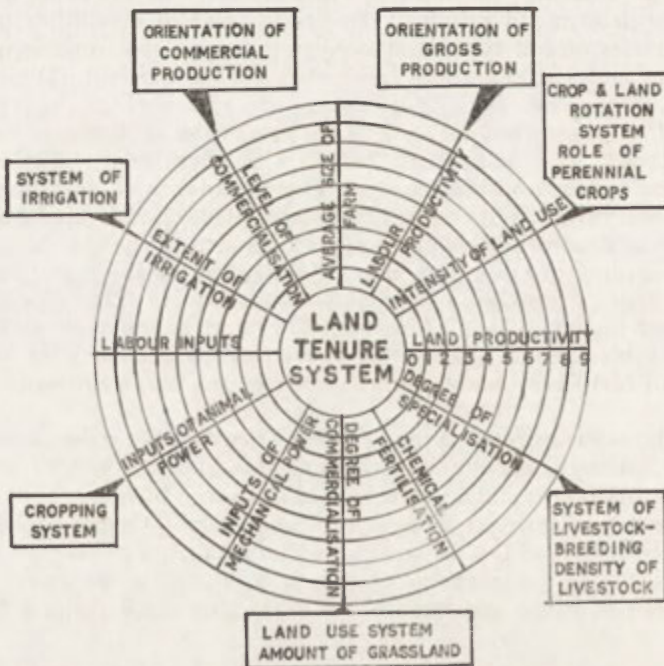 ORIENTATION OF
COMMERCIAL
PRODUCTION
ORIENTATION OF
GROSS
PRODUCTION
CROP & LAND
ROTATION
SYSTEM
ROLE OF
PERENNIAL
CROPS
SYSTEM OF
IRRIGATION
LEVEL OF
COMMERCIALISATION
AVERAGE SIZE OF
FARM
LABOUR
PRODUCTIVITY
INTENSITY OF LAND USE
EXTENT OF
IRRIGATION
LABOUR INPUTS
LAND
TENURE
SYSTEM
LAND PRODUCTIVITY
0 1 2 3 4 5 6 7 8 9
DEGREE OF
SPECIALISATION
INPUTS OF ANIMAL
POWER
INPUTS OF
MECHANICAL POWER
DEGREE OF
COMMERCIALISATION
CHEMICAL
FERTILISATION
CROPPING
SYSTEM
SYSTEM OF
LIVESTOCK-
BREEDING
DENSITY OF
LIVESTOCK
LAND USE SYSTEM
AMOUNT OF GRASSLAND